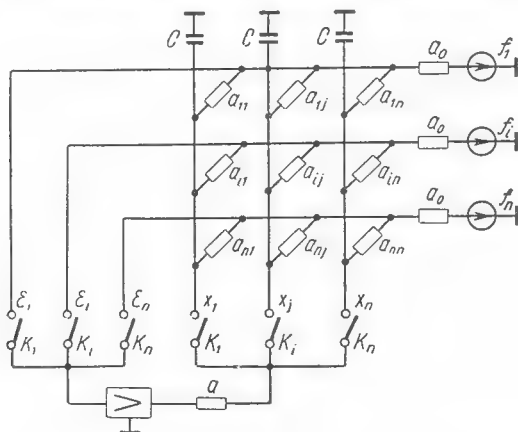 C C C
a₀ f₁
a₁₁ a₁ⱼ a₁ₙ
a₀ fᵢ
aᵢ₁ aᵢⱼ aᵢₙ
a₀ fₙ
aₙ₁ aₙⱼ aₙₙ
ε₁ εᵢ εₙ x₁ xⱼ xₙ
K₁ Kᵢ Kₙ K₁ Kᵢ Kₙ
> a